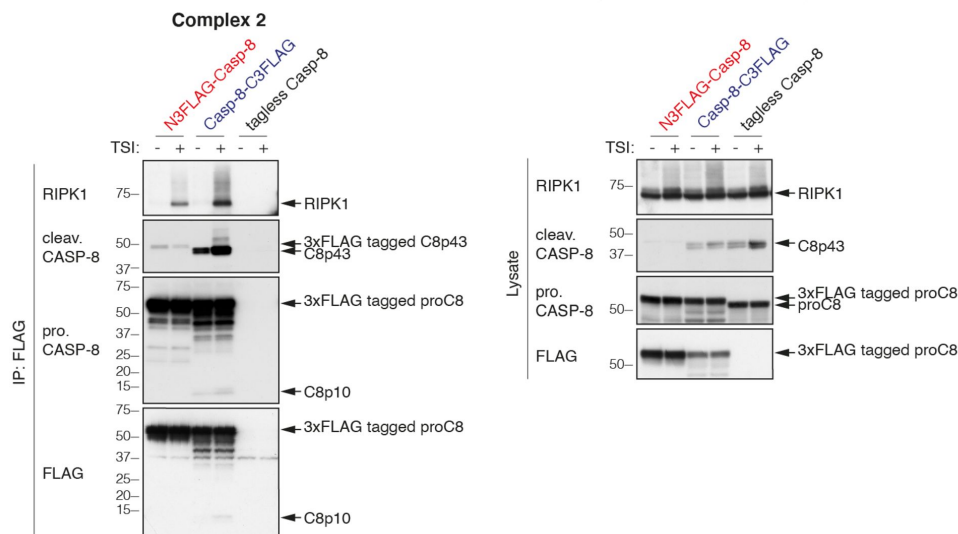 Complex 2
N3FLAG-Casp-8
Casp-8-C3FLAG
tagless Casp-8
TSI: - + - + - +
IP: FLAG
RIPK1
75
RIPK1
cleav.
CASP-8
50
37
3xFLAG tagged C8p43
C8p43
pro.
CASP-8
75
50
37
25
20
15
3xFLAG tagged proC8
C8p10
FLAG
75
50
37
25
20
15
3xFLAG tagged proC8
C8p10
N3FLAG-Casp-8
Casp-8-C3FLAG
tagless Casp-8
TSI: - + - + - +
Lysate
RIPK1
75
RIPK1
cleav.
CASP-8
50
37
C8p43
pro.
CASP-8
50
3xFLAG tagged proC8
proC8
FLAG
50
3xFLAG tagged proC8